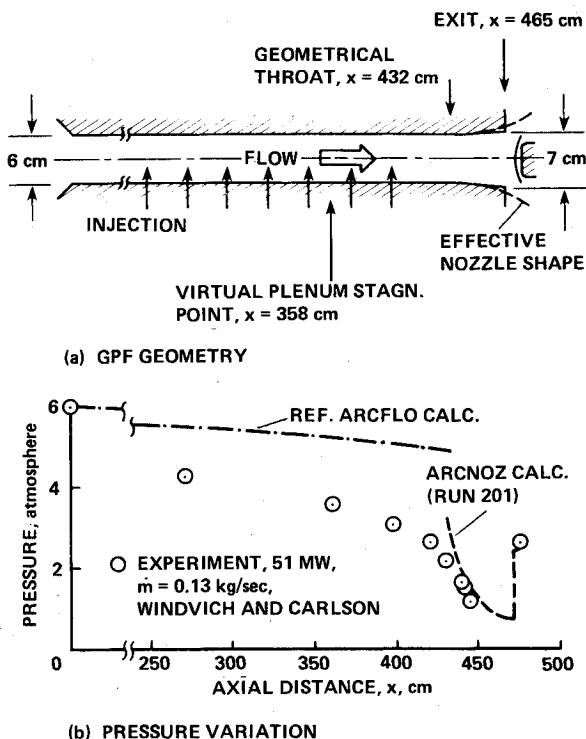 EXIT, x = 465 cm
GEOMETRICAL
THROAT, x = 432 cm
6 cm
FLOW
7 cm
INJECTION
EFFECTIVE
NOZZLE SHAPE
VIRTUAL PLENUM STAGN.
POINT, x = 358 cm
(a) GPF GEOMETRY
6
REF. ARCFLO CALC.
ARCNOZ CALC.
(RUN 201)
4
PRESSURE, atmosphere
EXPERIMENT, 51 MW,
ṁ = 0.13 kg/sec,
WINDVICH AND CARLSON
2
0 250 300 350 400 450 500
AXIAL DISTANCE, x, cm
(b) PRESSURE VARIATION